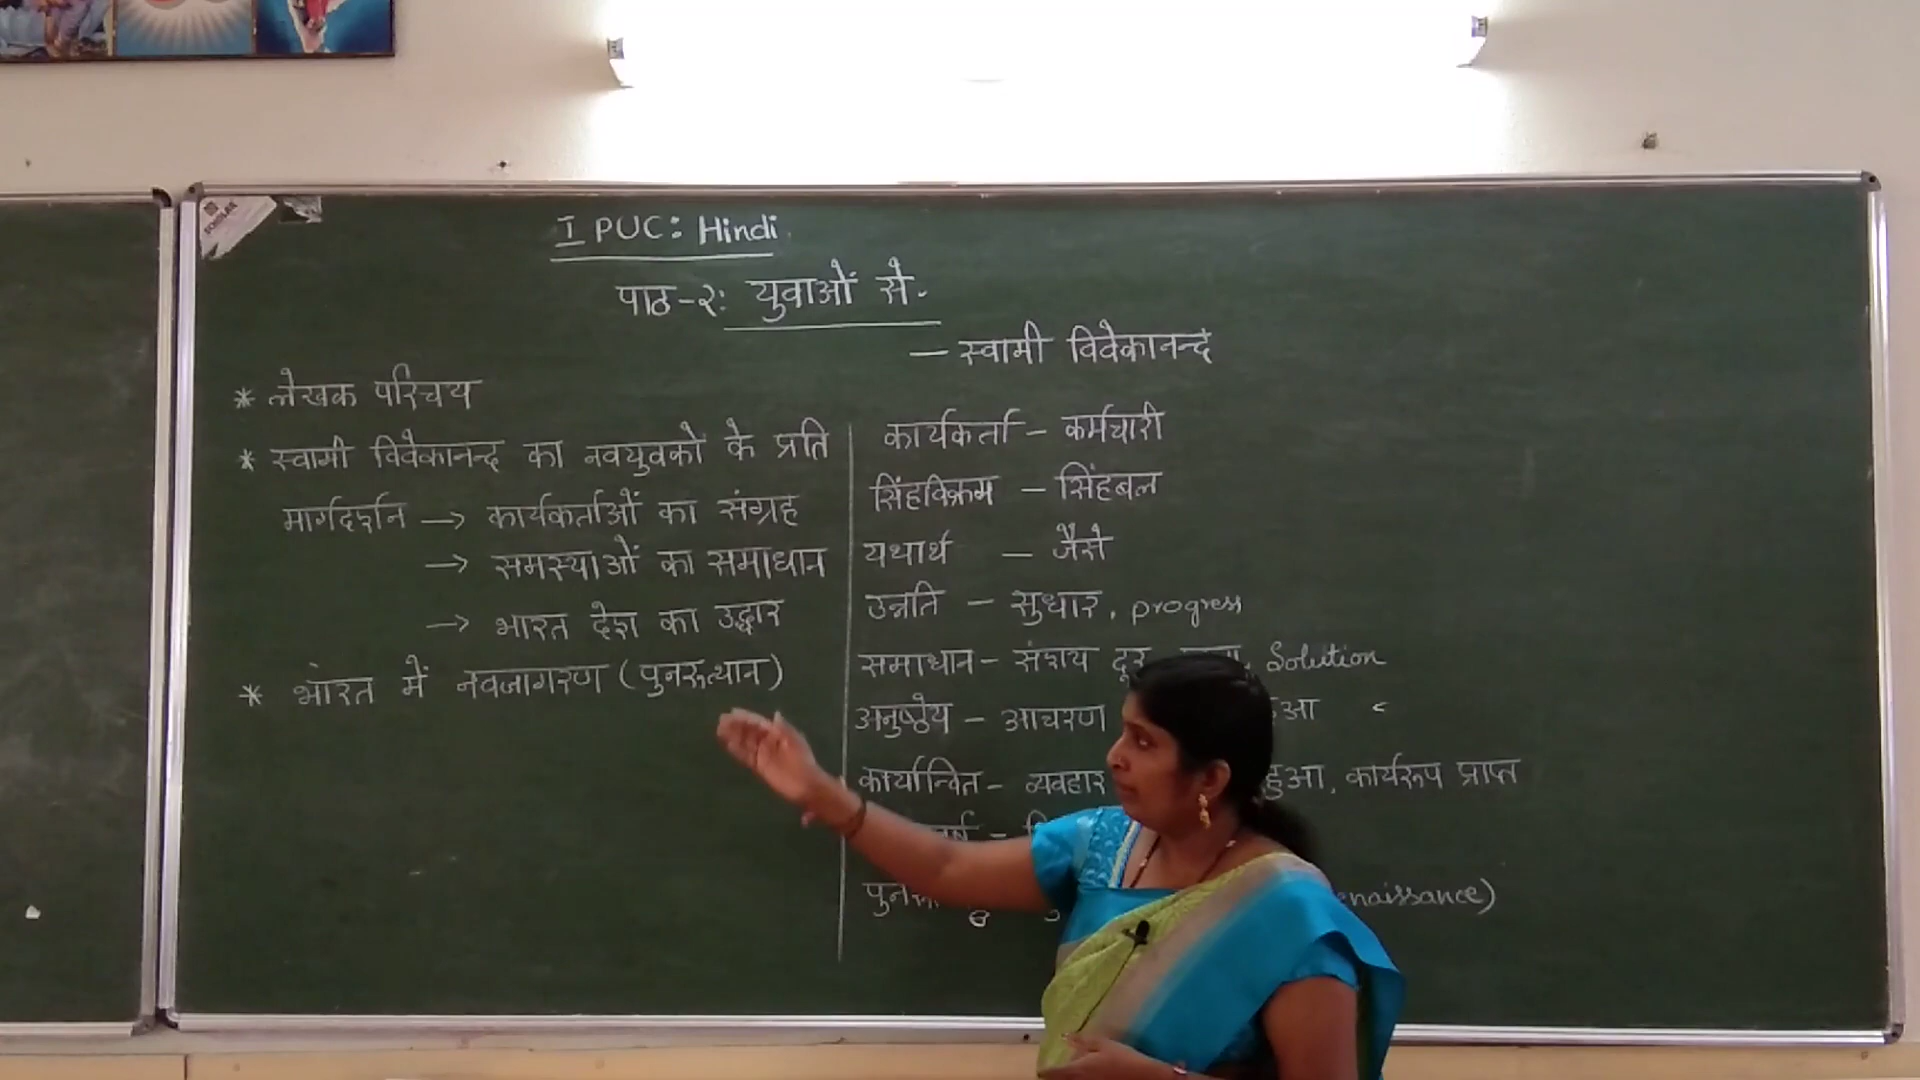 I PUC: Hindi
पाठ-२: युवाओं से.
— स्वामी विवेकानन्द
* लेखक परिचय
* स्वामी विवेकानन्द का नवयुवकों के प्रति
मार्गदर्शन → कार्यकर्ताओं का संग्रह
→ समस्याओं का समाधान
→ भारत देश का उद्धार
* भारत में नवजागरण (पुनरुत्थान)
कार्यकर्ता - कर्मचारी
सिंहविक्रम - सिंहबल
यथार्थ - जैसे
उन्नति - सुधार, progress
समाधान - संशय दूर Solution
अनुष्ठेय - आचरण
कार्यान्वित - व्यवहार हुआ, कार्यरूप प्राप्त